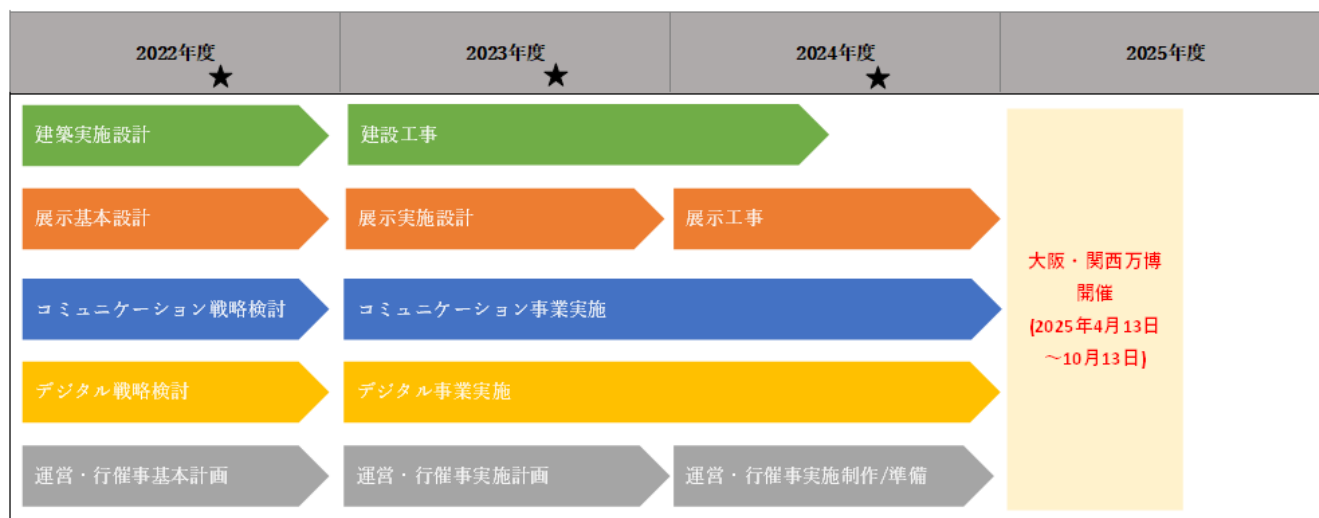 2022年度
2023年度
2024年度
2025年度
★
★
★
建築実施設計
建設工事
展示基本設計
展示実施設計
展示工事
コミュニケーション戦略検討
コミュニケーション事業実施
デジタル戦略検討
デジタル事業実施
運営・行催事基本計画
運営・行催事実施計画
運営・行催事実施制作/準備
大阪・関西万博
開催
(2025年4月13日
～10月13日)